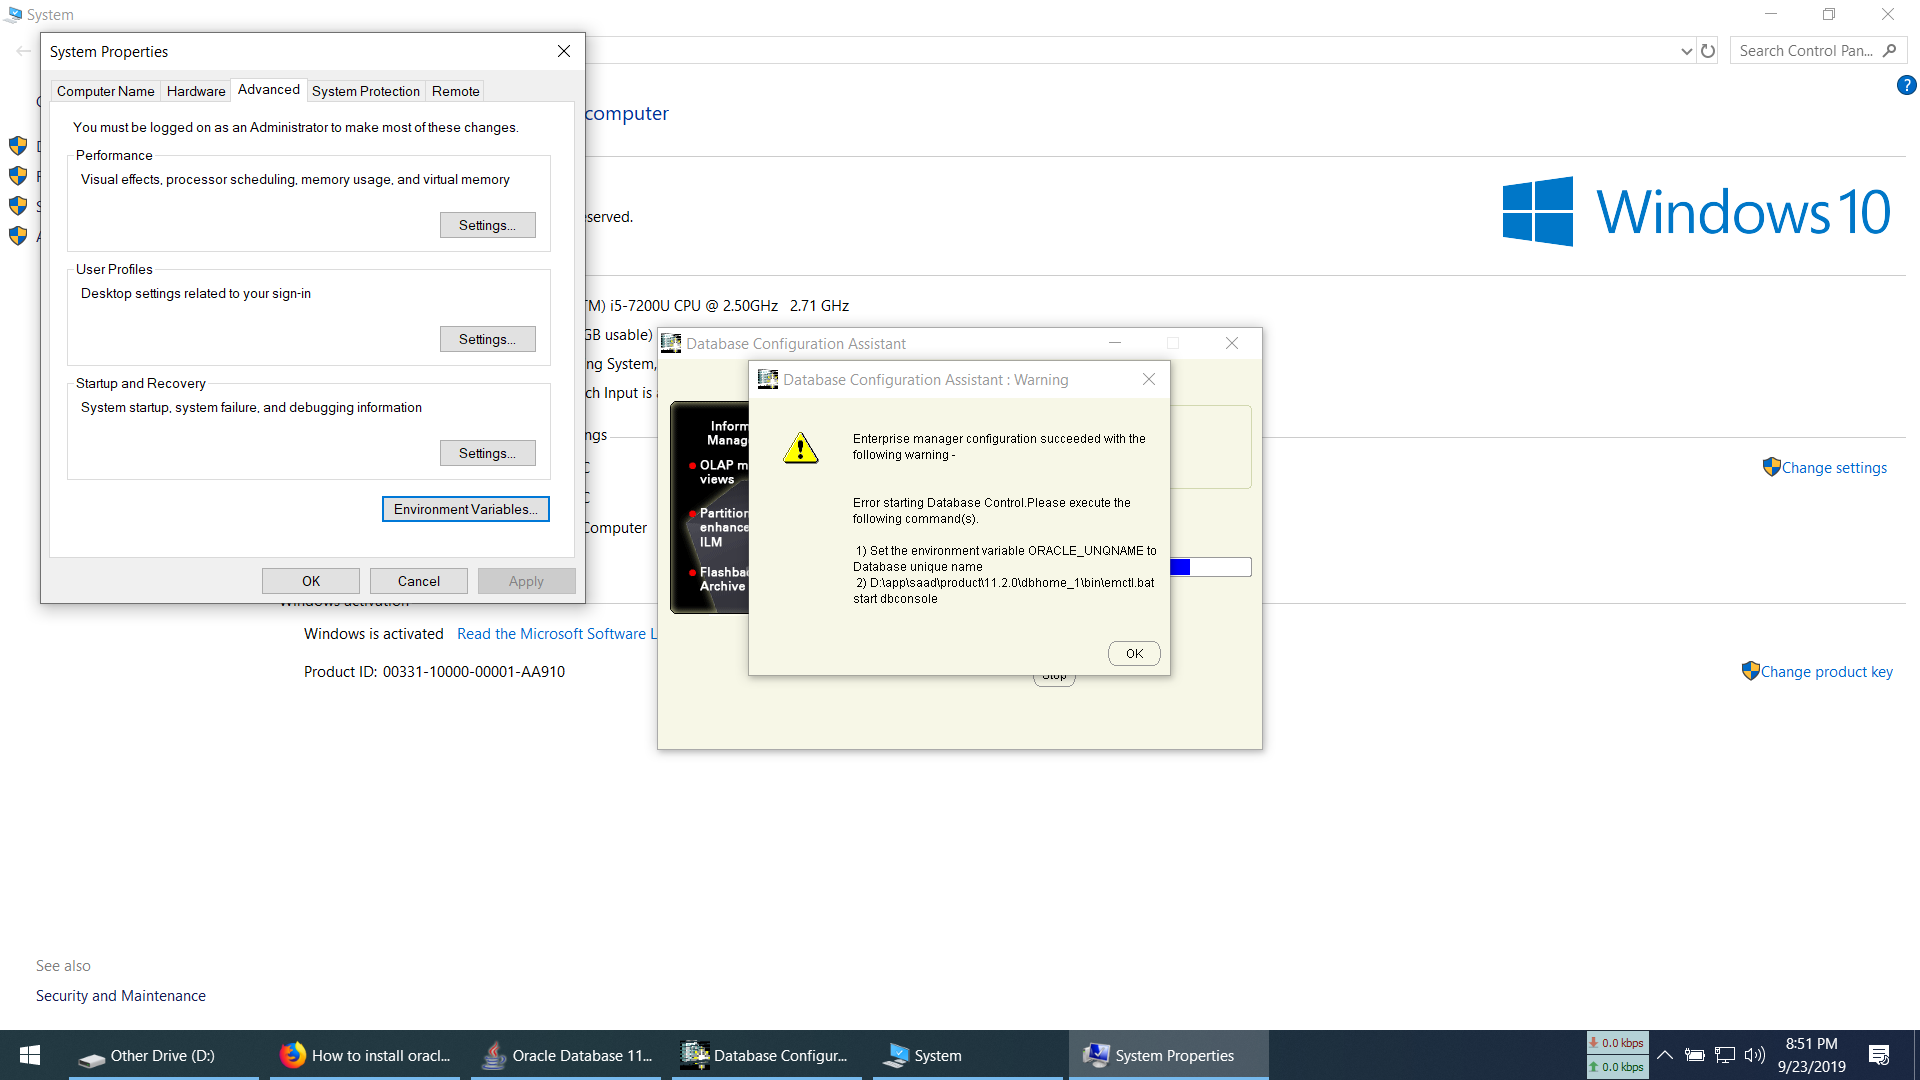 System
System Properties
Search Control Pan...
Computer Name
Hardware
Advanced
System Protection
Remote
computer
You must be logged on as an Administrator to make most of these changes.
Performance
Visual effects, processor scheduling, memory usage, and virtual memory
Settings...
User Profiles
Desktop settings related to your sign-in
Settings...
Startup and Recovery
System startup, system failure, and debugging information
Settings...
Environment Variables...
OK
Cancel
Apply
served.
Windows 10
TM) i5-7200U CPU @ 2.50GHz 2.71 GHz
GB usable)
ng System,
ch Input is
ngs
Computer
Change settings
Windows activation
Windows is activated
Read the Microsoft Software L
Product ID: 00331-10000-00001-AA910
Change product key
Database Configuration Assistant
Inform
Manag
OLAP m
views
Partition
enhance
ILM
Flashba
Archive
Stop
Database Configuration Assistant : Warning
Enterprise manager configuration succeeded with the
following warning -
Error starting Database Control.Please execute the
following command(s).
1) Set the environment variable ORACLE_UNQNAME to
Database unique name
2) D:\app\saad\product\11.2.0\dbhome_1\bin\emctl.bat
start dbconsole
OK
See also
Security and Maintenance
Other Drive (D:)
How to install oracl...
Oracle Database 11...
Database Configur...
System
System Properties
0.0 kbps
0.0 kbps
8:51 PM
9/23/2019